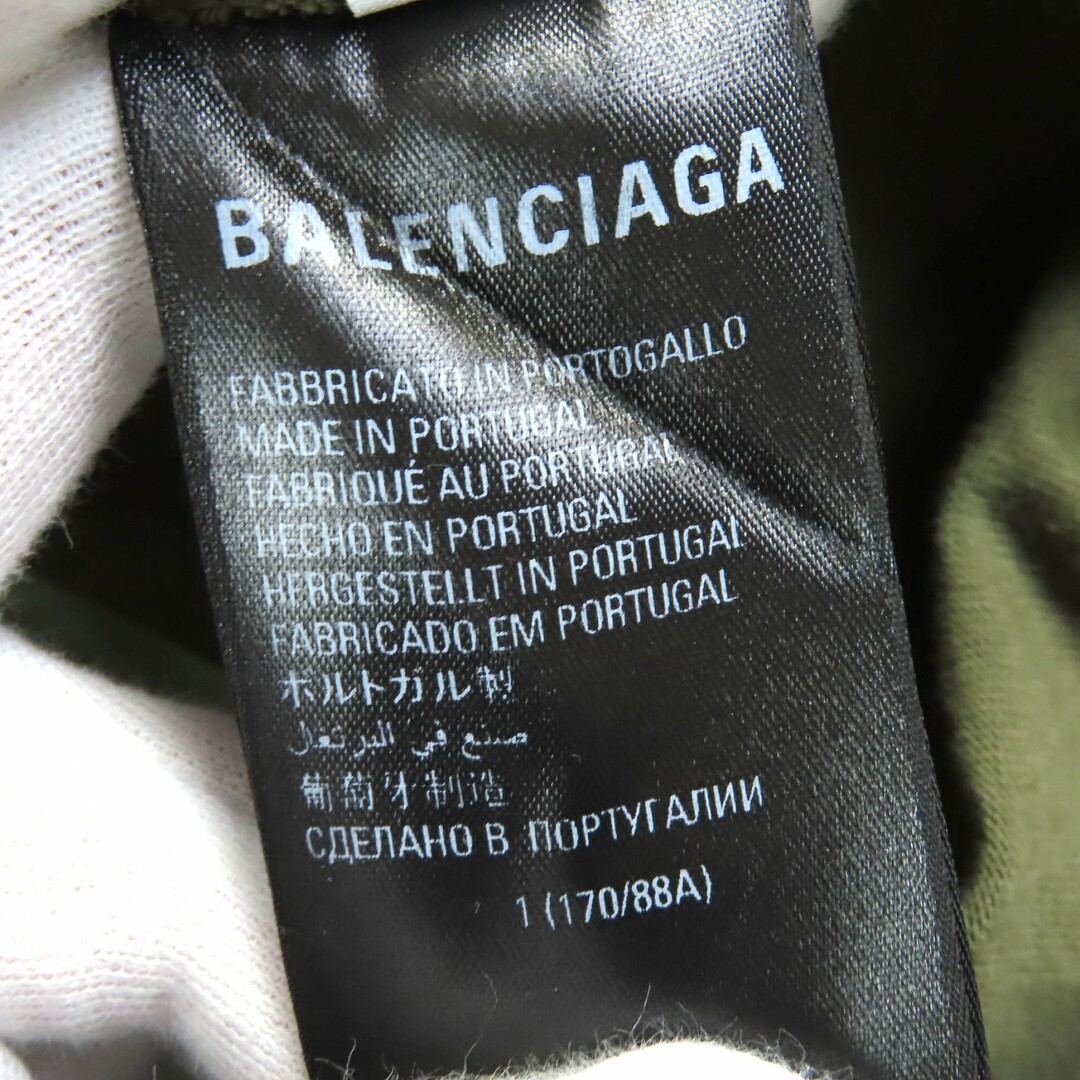 BALENCIAGA
FABBRICATO IN PORTOGALLO
MADE IN PORTUGAL
FABRIQUÉ AU PORTUGAL
HECHO EN PORTUGAL
HERGESTELLT IN PORTUGAL
FABRICADO EM PORTUGAL
ポルトガル製
صنع في البرتغال
葡萄牙制造
СДЕЛАНО В ПОРТУГАЛИИ
1 (170/88A)